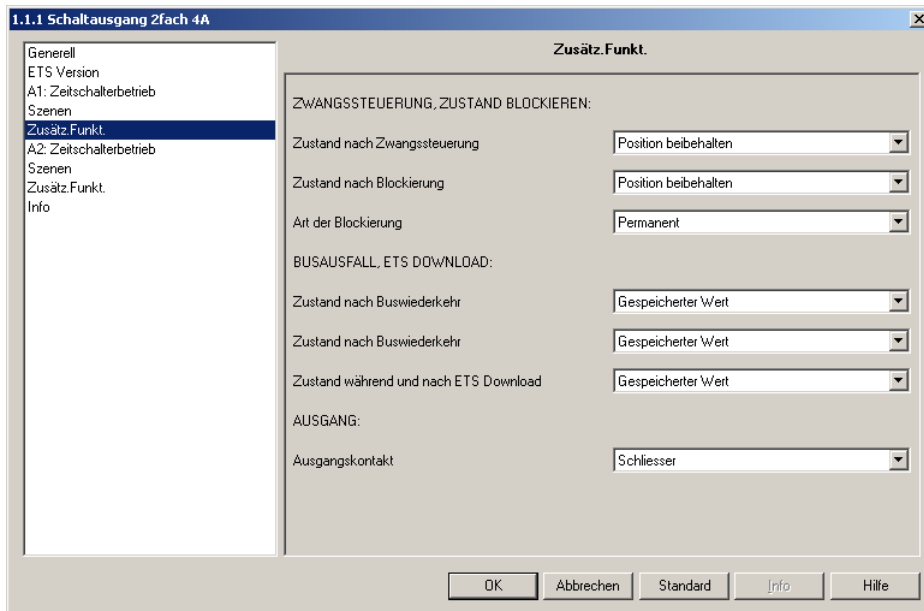 1.1.1 Schaltausgang 2fach 4A
Generell
ETS Version
A1: Zeitschalterbetrieb
Szenen
Zusätz.Funkt.
A2: Zeitschalterbetrieb
Szenen
Zusätz.Funkt.
Info
Zusätz.Funkt.
ZWANGSSTEUERUNG, ZUSTAND BLOCKIEREN:
Zustand nach Zwangssteuerung Position beibehalten
Zustand nach Blockierung Position beibehalten
Art der Blockierung Permanent
BUSAUSFALL, ETS DOWNLOAD:
Zustand nach Buswiederkehr Gespeicherter Wert
Zustand nach Buswiederkehr Gespeicherter Wert
Zustand während und nach ETS Download Gespeicherter Wert
AUSGANG:
Ausgangskontakt Schliesser
OK Abbrechen Standard Info Hilfe